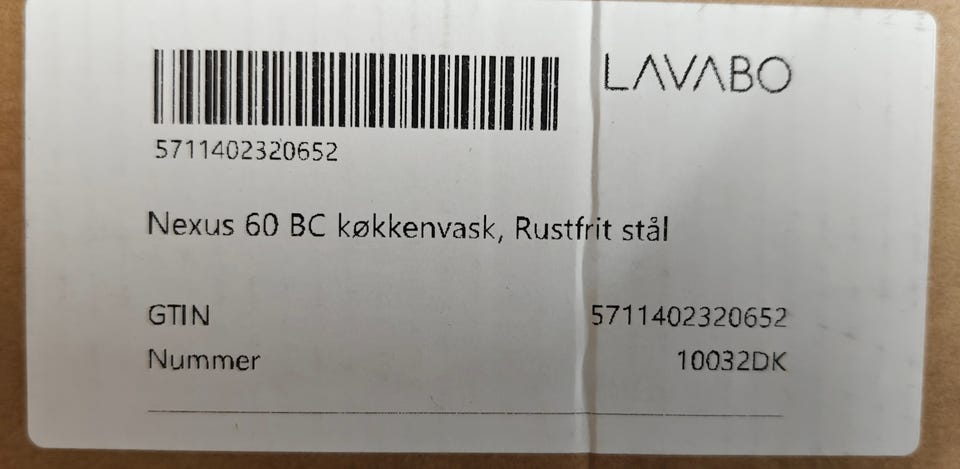 LAVABO
5711402320652
Nexus 60 BC køkkenvask, Rustfrit stål
GTIN 5711402320652
Nummer 10032DK